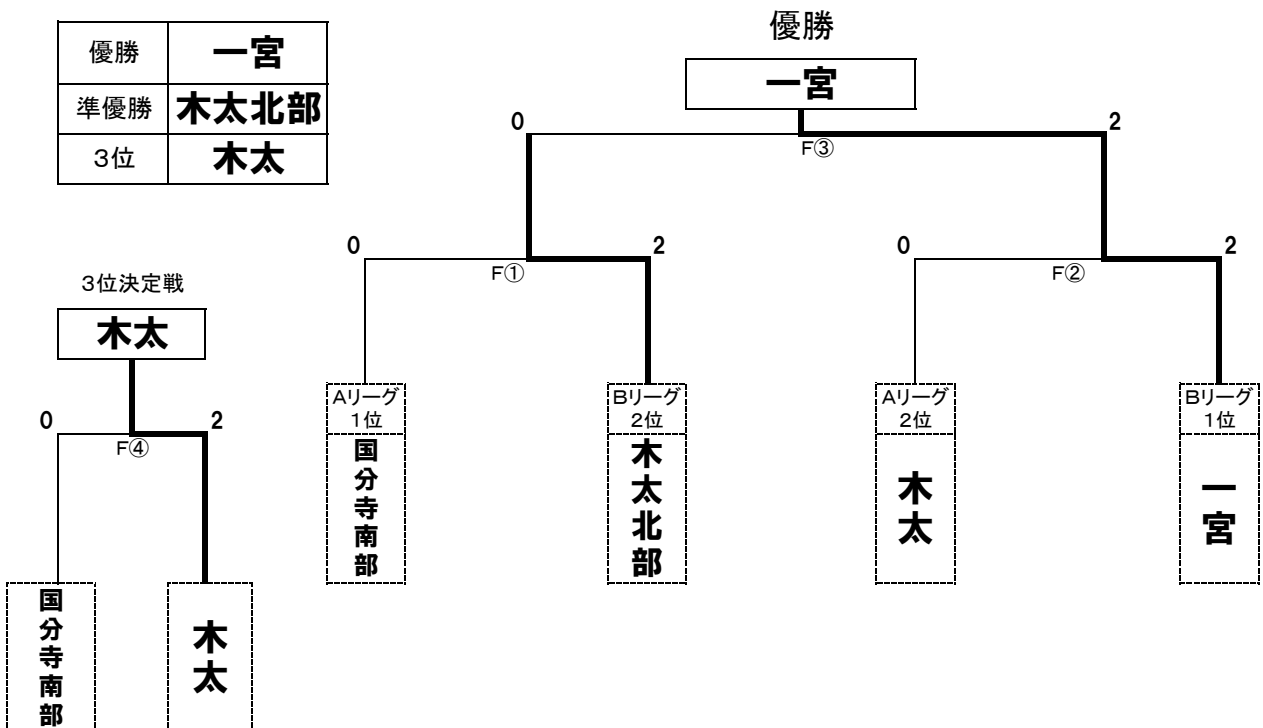 優勝 一宮
準優勝 木太北部
3位 木太
優勝
一宮
0 2
F③
0 2
F①
0 2
F②
Aリーグ
1位
国分寺南部
Bリーグ
2位
木太北部
Aリーグ
2位
木太
Bリーグ
1位
一宮
3位決定戦
木太
0 2
F④
国分寺南部
木太